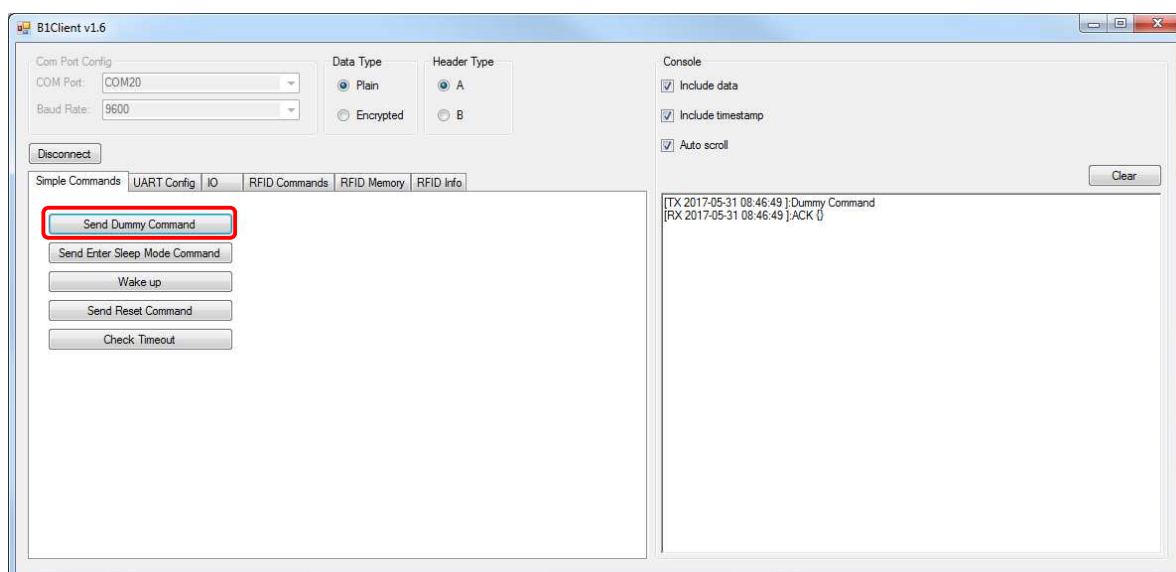 B1Client v1.6
Com Port Config
COM Port: COM20
Baud Rate: 9600
Data Type
Plain
Encrypted
Header Type
A
B
Disconnect
Simple Commands UART Config IO RFID Commands RFID Memory RFID Info
Send Dummy Command
Send Enter Sleep Mode Command
Wake up
Send Reset Command
Check Timeout
Console
Include data
Include timestamp
Auto scroll
Clear
[TX 2017-05-31 08:46:49 ]:Dummy Command
[RX 2017-05-31 08:46:49 ]:ACK {}